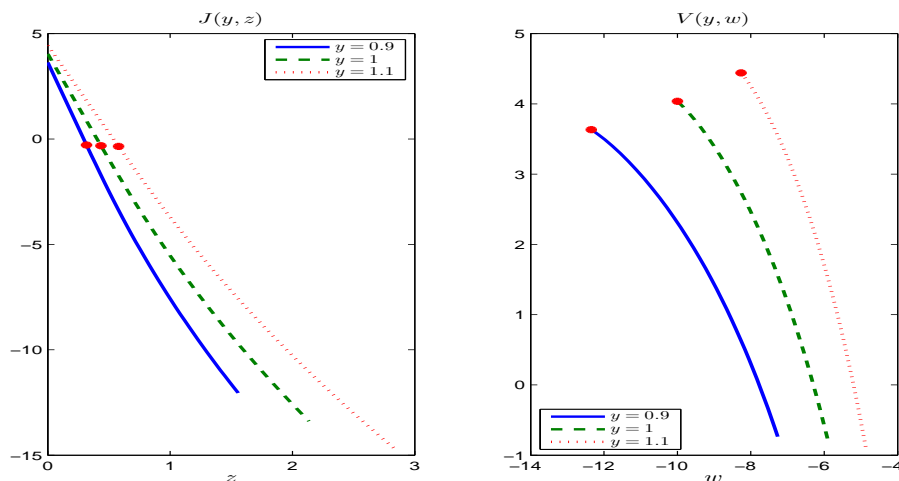 J(y, z)
5
0
−5
−10
−15
0
1
2
3
z
y = 0.9
y = 1
y = 1.1
V(y, w)
5
4
3
2
1
0
−1
−14
−12
−10
−8
−6
−4
w
y = 0.9
y = 1
y = 1.1